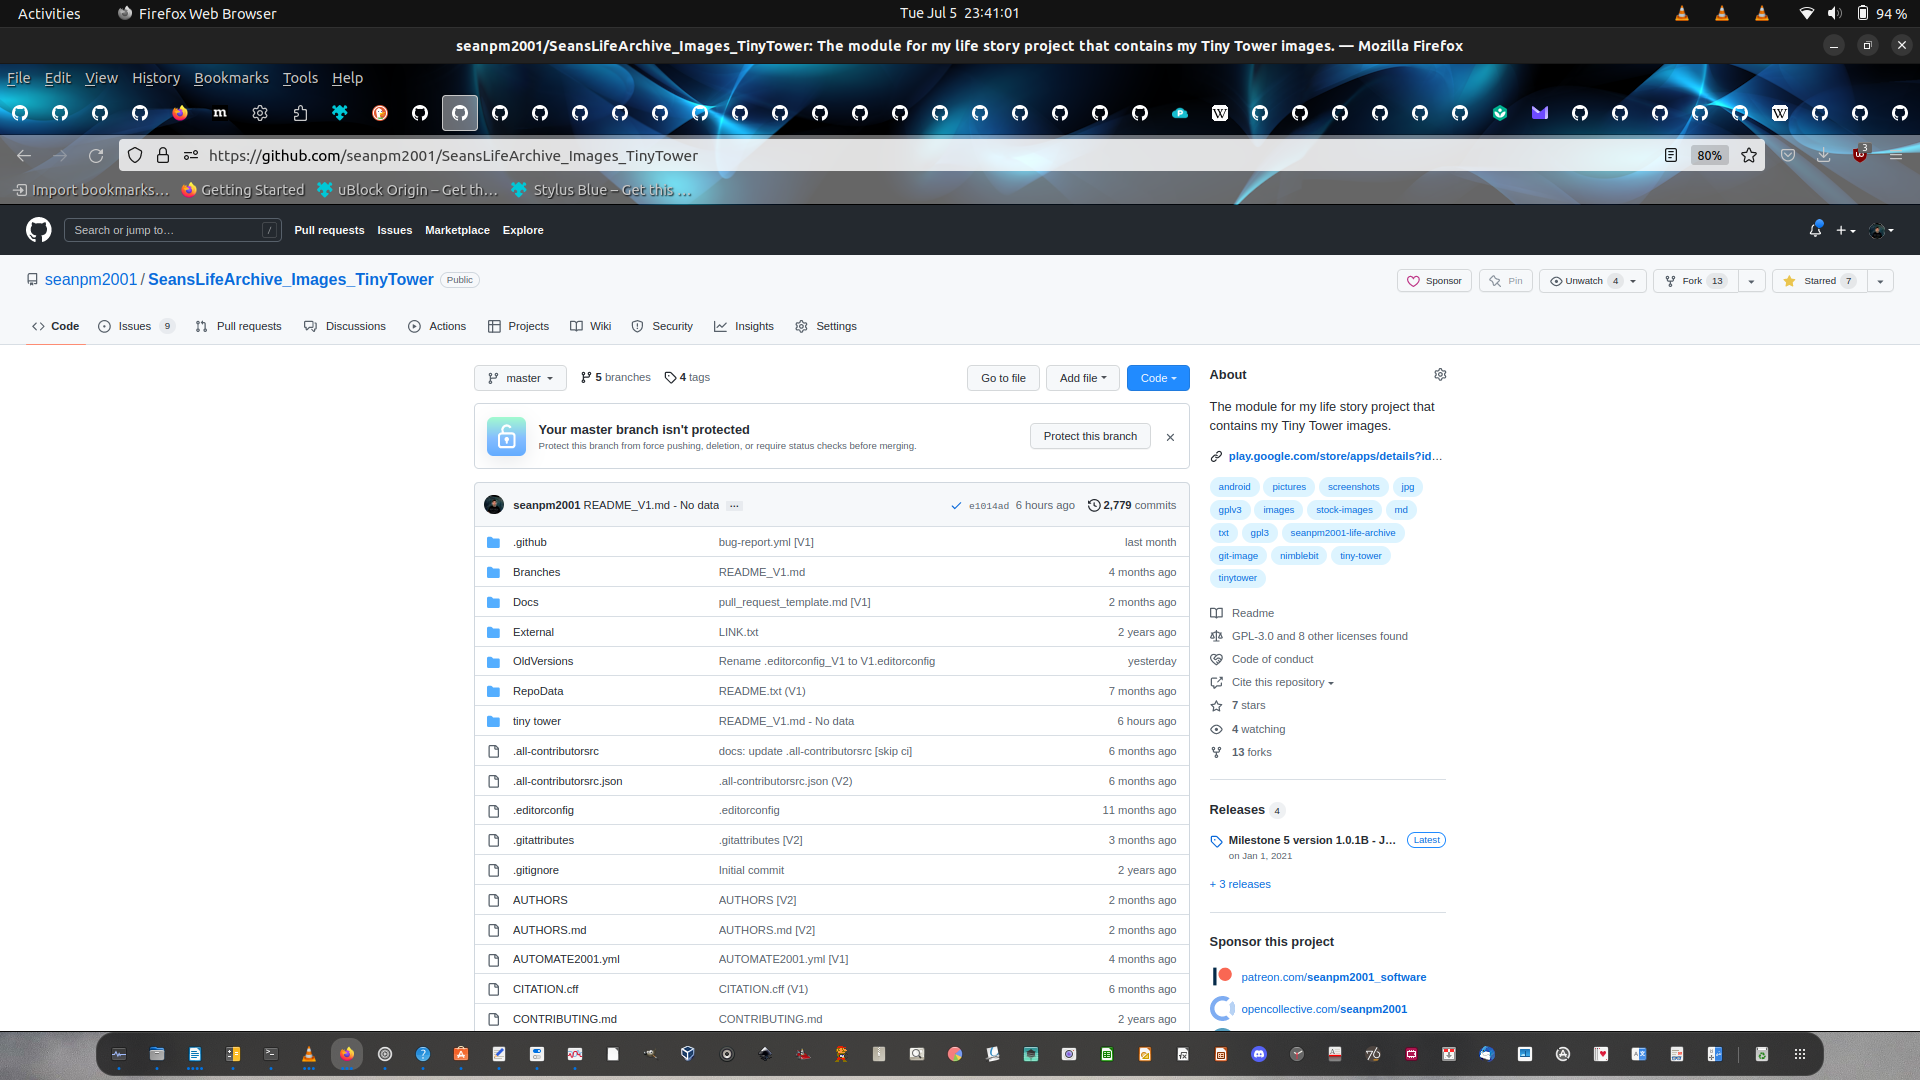 Activities Firefox Web Browser Tue Jul 5 23:41:01 94 %
seanpm2001/SeansLifeArchive_Images_TinyTower: The module for my life story project that contains my Tiny Tower images. — Mozilla Firefox
File Edit View History Bookmarks Tools Help
https://github.com/seanpm2001/SeansLifeArchive_Images_TinyTower 80% 3
Import bookmarks… Getting Started uBlock Origin – Get th… Stylus Blue – Get this …
Search or jump to… / Pull requests Issues Marketplace Explore
seanpm2001 / SeansLifeArchive_Images_TinyTower Public Sponsor Pin Unwatch 4 Fork 13 Starred 7
Code Issues 9 Pull requests Discussions Actions Projects Wiki Security Insights Settings
master 5 branches 4 tags Go to file Add file Code
Your master branch isn't protected
Protect this branch from force pushing, deletion, or require status checks before merging.
Protect this branch
seanpm2001 README_V1.md - No data … e1014ad 6 hours ago 2,779 commits
.github bug-report.yml [V1] last month
Branches README_V1.md 4 months ago
Docs pull_request_template.md [V1] 2 months ago
External LINK.txt 2 years ago
OldVersions Rename .editorconfig_V1 to V1.editorconfig yesterday
RepoData README.txt (V1) 7 months ago
tiny tower README_V1.md - No data 6 hours ago
.all-contributorsrc docs: update .all-contributorsrc [skip ci] 6 months ago
.all-contributorsrc.json .all-contributorsrc.json (V2) 6 months ago
.editorconfig .editorconfig 11 months ago
.gitattributes .gitattributes [V2] 3 months ago
.gitignore Initial commit 2 years ago
AUTHORS AUTHORS [V2] 2 months ago
AUTHORS.md AUTHORS.md [V2] 2 months ago
AUTOMATE2001.yml AUTOMATE2001.yml [V1] 4 months ago
CITATION.cff CITATION.cff (V1) 6 months ago
CONTRIBUTING.md CONTRIBUTING.md 2 years ago
About
The module for my life story project that
contains my Tiny Tower images.
play.google.com/store/apps/details?id…
android pictures screenshots jpg
gplv3 images stock-images md
txt gpl3 seanpm2001-life-archive
git-image nimblebit tiny-tower
tinytower
Readme
GPL-3.0 and 8 other licenses found
Code of conduct
Cite this repository
7 stars
4 watching
13 forks
Releases 4
Milestone 5 version 1.0.1B - J… Latest
on Jan 1, 2021
+ 3 releases
Sponsor this project
patreon.com/seanpm2001_software
opencollective.com/seanpm2001